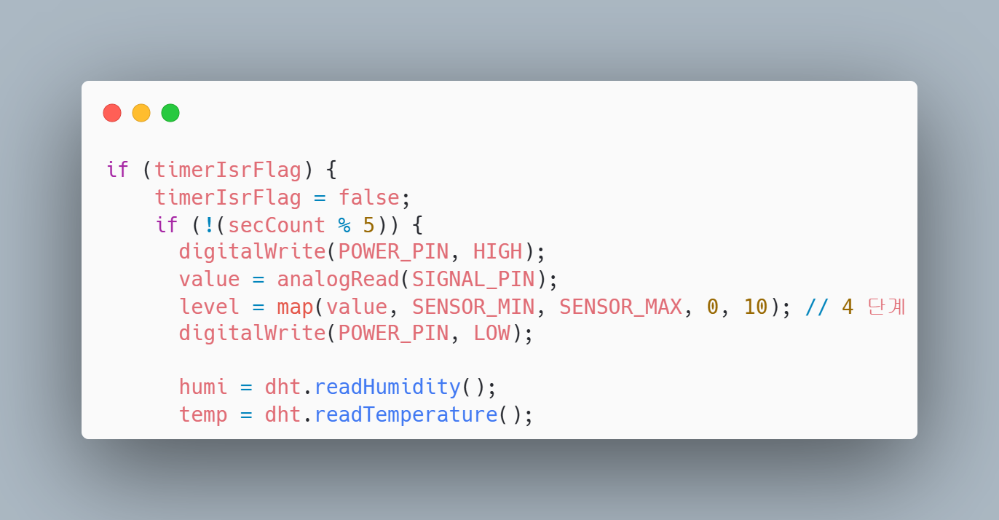 if (timerIsrFlag) {
    timerIsrFlag = false;
    if (!(secCount % 5)) {
      digitalWrite(POWER_PIN, HIGH);
      value = analogRead(SIGNAL_PIN);
      level = map(value, SENSOR_MIN, SENSOR_MAX, 0, 10); // 4 단계
      digitalWrite(POWER_PIN, LOW);

      humi = dht.readHumidity();
      temp = dht.readTemperature();